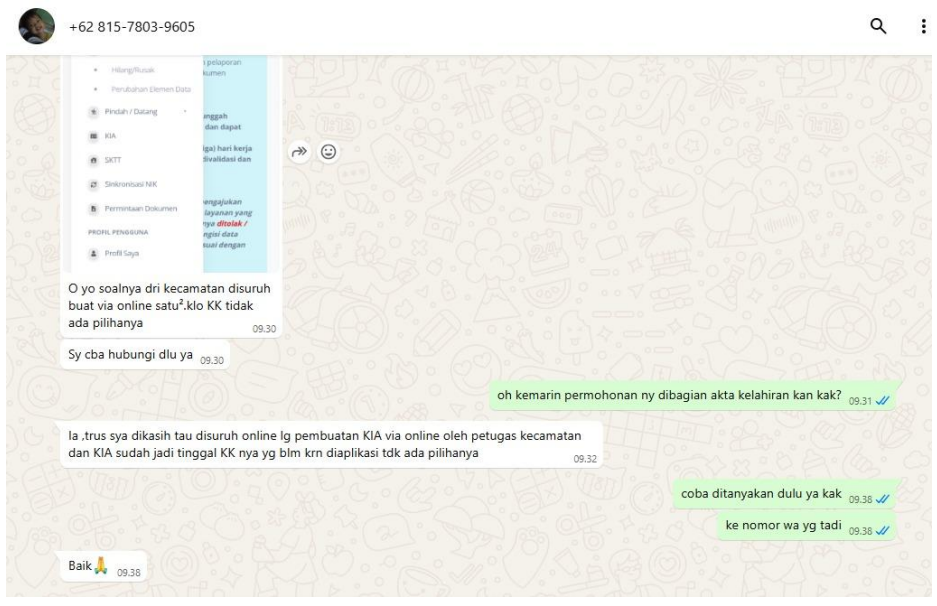 +62 815-7803-9605
Hilang/Rusak
i pelaporan
kumen
Perubahan Elemen Data
Pindah / Datang
unggah
dan dapat
KIA
iga) hari kerja
divalidasi dan
SKTT
Sinkronisasi NIK
Permintaan Dokumen
engajukan
layanan yang
nya ditolak /
ngisi data
suai dengan
PROFIL PENGGUNA
Profil Saya
O yo soalnya dri kecamatan disuruh
buat via online satu².klo KK tidak
ada pilihanya
09.30
Sy cba hubungi dlu ya 09.30
oh kemarin permohonan ny dibagian akta kelahiran kan kak? 09.31
Ia ,trus sya dikasih tau disuruh online lg pembuatan KIA via online oleh petugas kecamatan
dan KIA sudah jadi tinggal KK nya yg blm krn diaplikasi tdk ada pilihanya
09.32
coba ditanyakan dulu ya kak 09.38
ke nomor wa yg tadi 09.38
Baik🙏 09.38